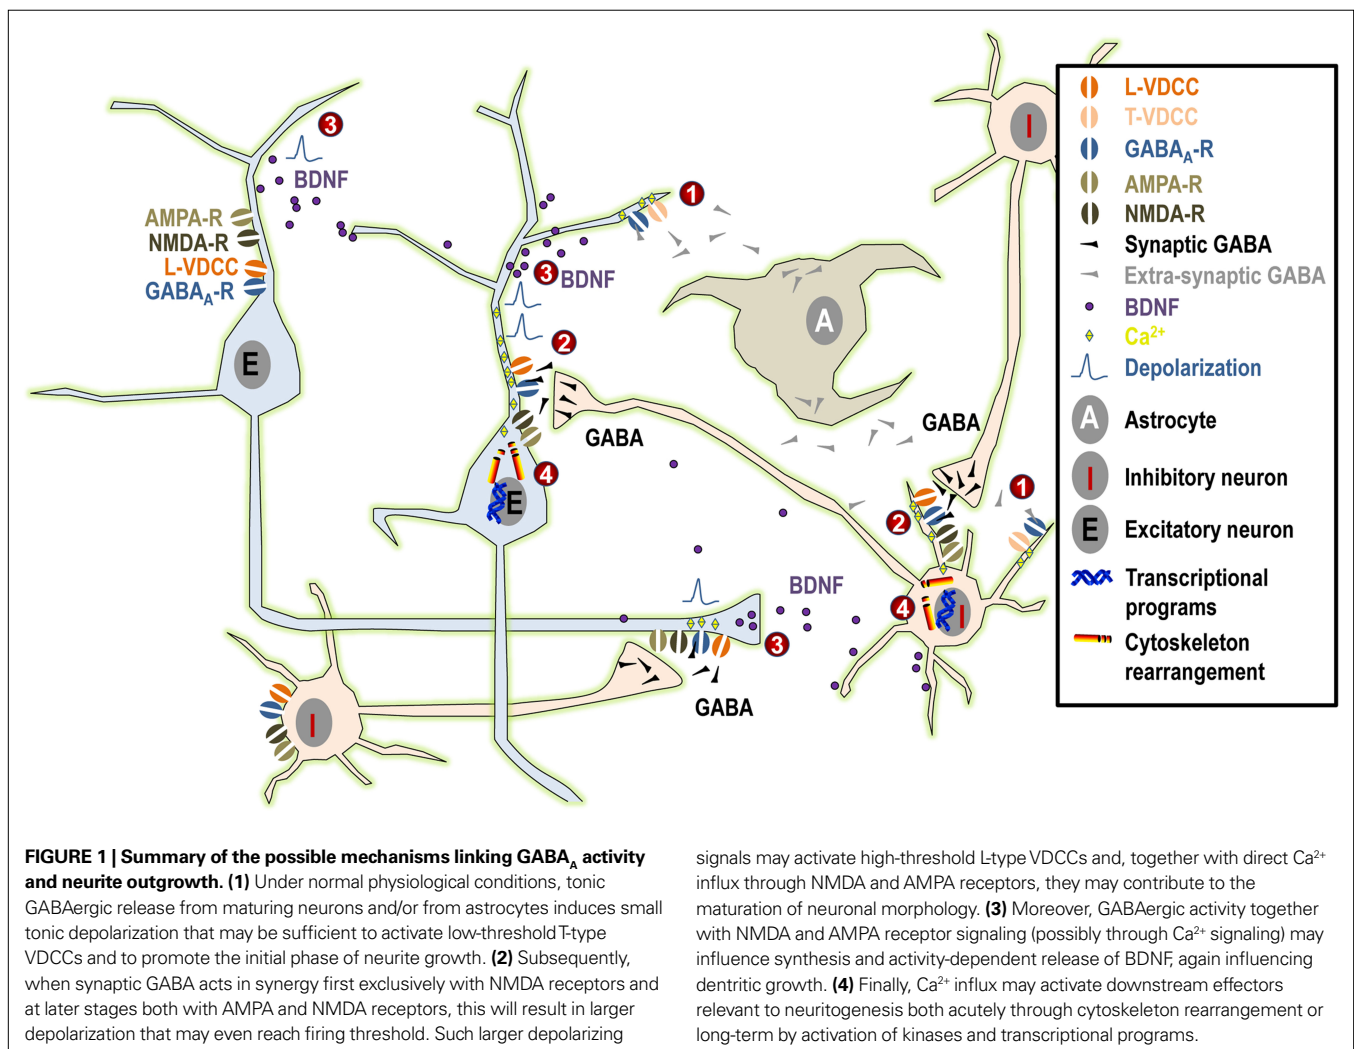 3
BDNF
AMPA-R
NMDA-R
L-VDCC
GABAA-R
E
1
3
BDNF
2
GABA
4
E
A
GABA
I
1
2
4
I
BDNF
3
GABA
I
L-VDCC
T-VDCC
GABAA-R
AMPA-R
NMDA-R
Synaptic GABA
Extra-synaptic GABA
BDNF
Ca2+
Depolarization
A
Astrocyte
I
Inhibitory neuron
E
Excitatory neuron
Transcriptional
programs
Cytoskeleton
rearrangement
FIGURE 1 | Summary of the possible mechanisms linking GABAA activity
and neurite outgrowth. (1) Under normal physiological conditions, tonic
GABAergic release from maturing neurons and/or from astrocytes induces small
tonic depolarization that may be sufficient to activate low-threshold T-type
VDCCs and to promote the initial phase of neurite growth. (2) Subsequently,
when synaptic GABA acts in synergy first exclusively with NMDA receptors and
at later stages both with AMPA and NMDA receptors, this will result in larger
depolarization that may even reach firing threshold. Such larger depolarizing
signals may activate high-threshold L-type VDCCs and, together with direct Ca2+
influx through NMDA and AMPA receptors, they may contribute to the
maturation of neuronal morphology. (3) Moreover, GABAergic activity together
with NMDA and AMPA receptor signaling (possibly through Ca2+ signaling) may
influence synthesis and activity-dependent release of BDNF, again influencing
dentritic growth. (4) Finally, Ca2+ influx may activate downstream effectors
relevant to neuritogenesis both acutely through cytoskeleton rearrangement or
long-term by activation of kinases and transcriptional programs.